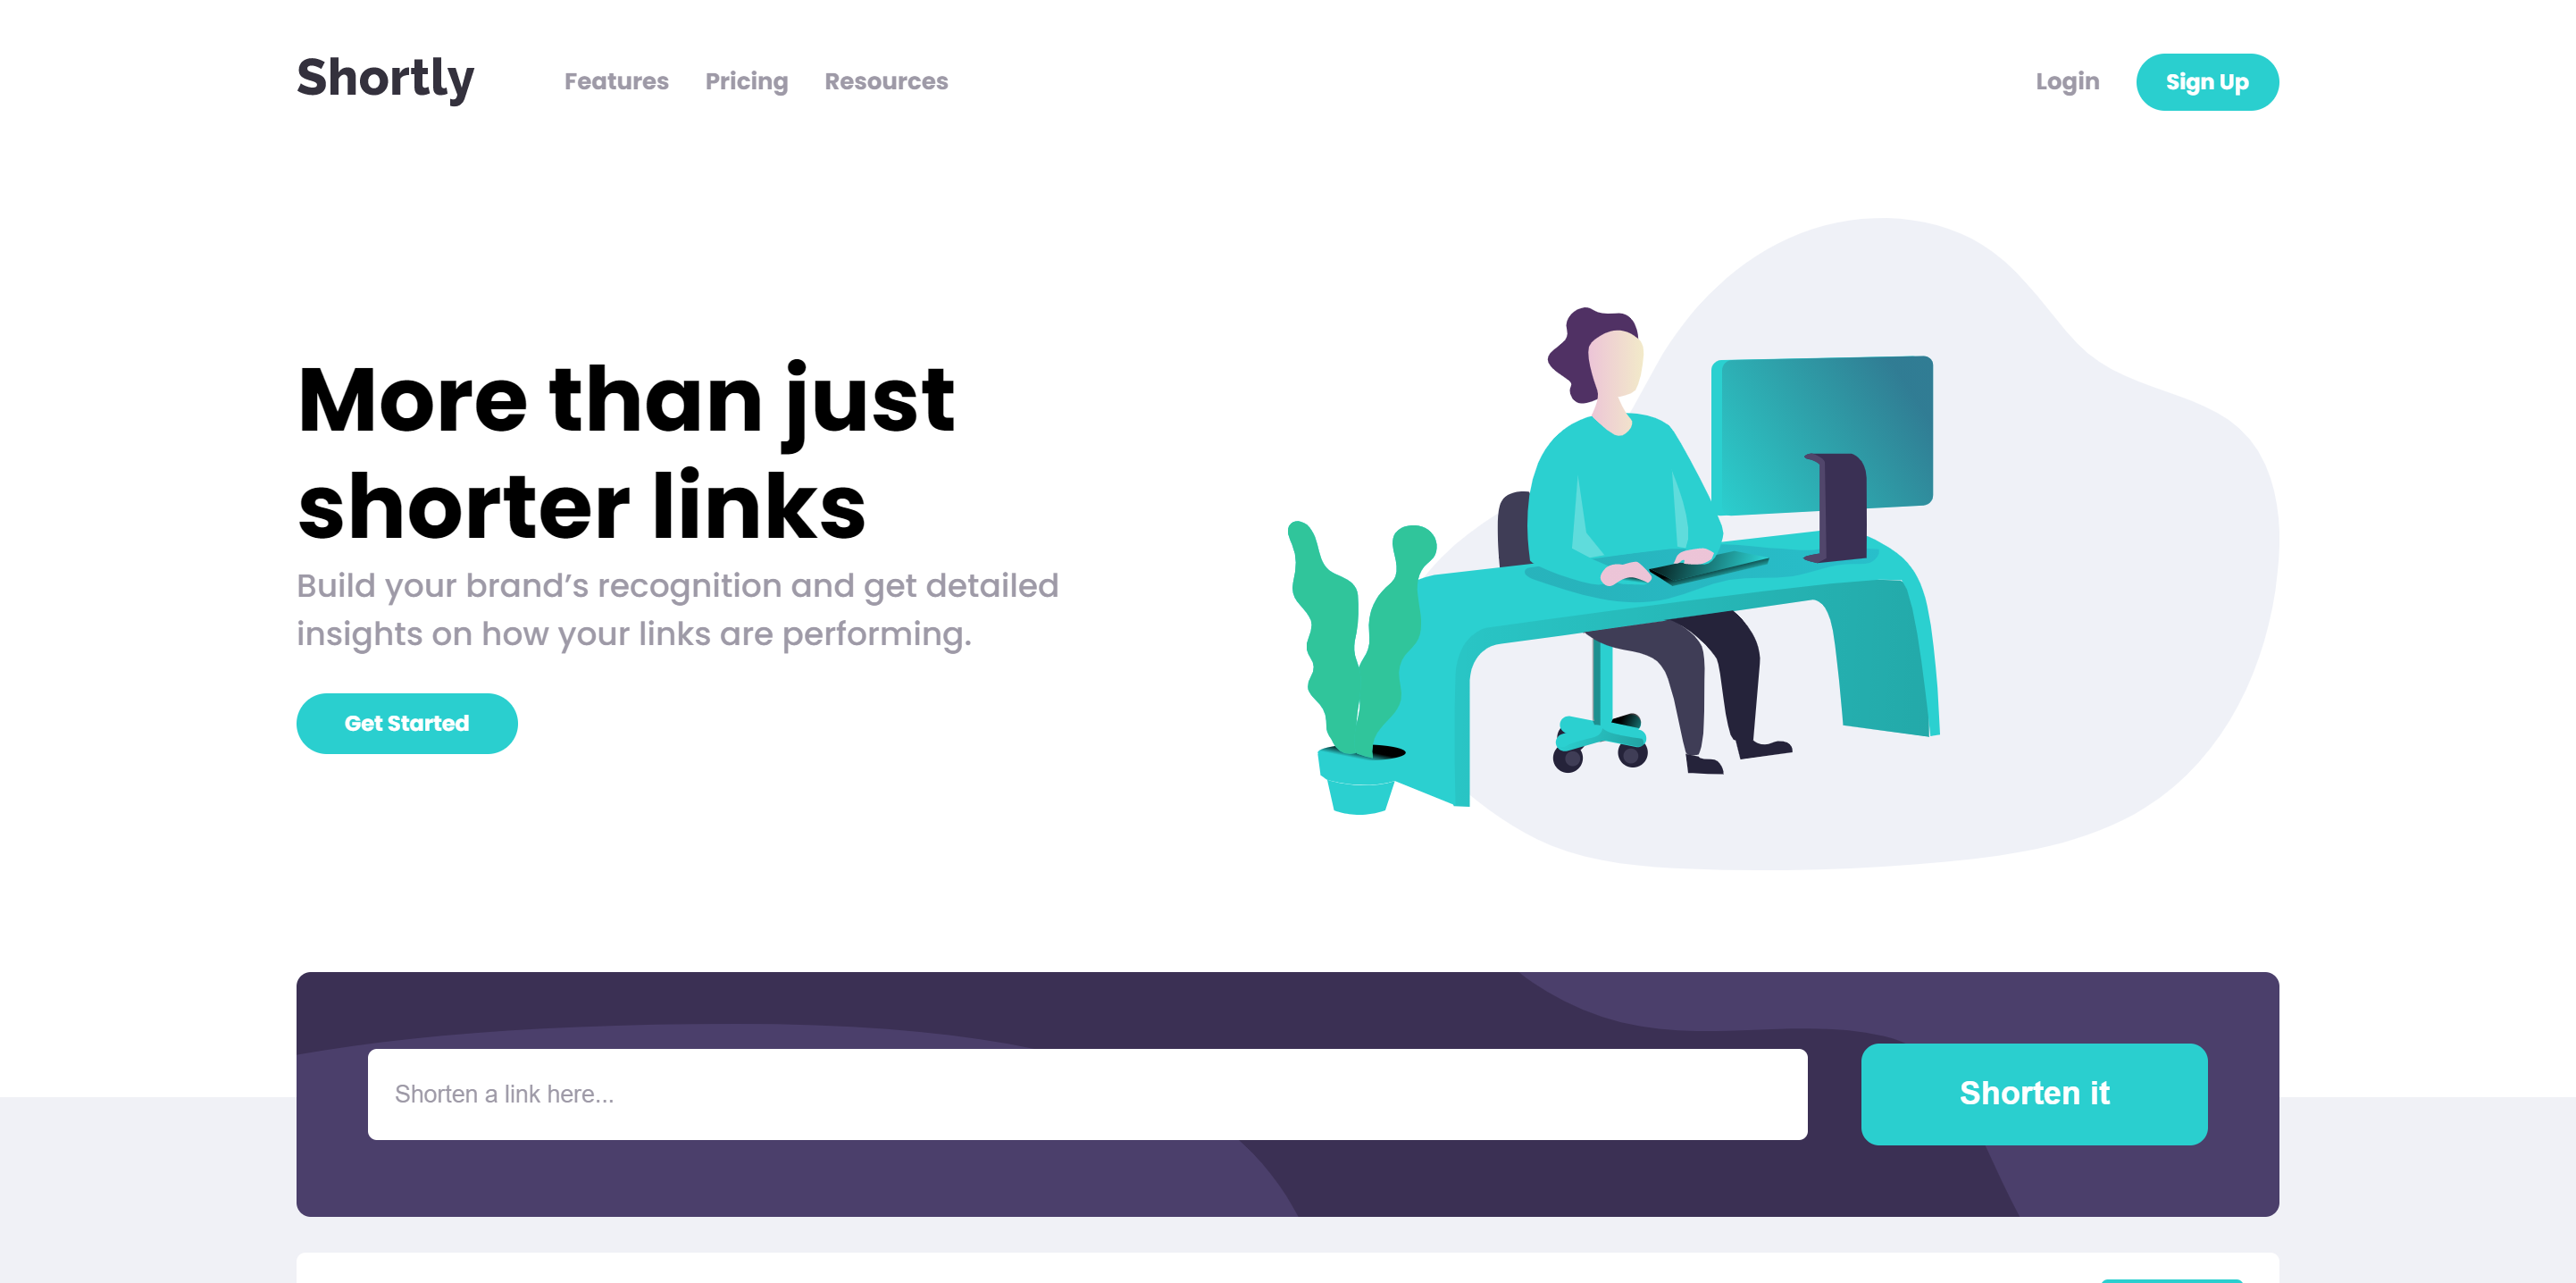 Shortly
Features Pricing Resources
Login Sign Up
More than just
shorter links
Build your brand’s recognition and get detailed
insights on how your links are performing.
Get Started
Shorten a link here...
Shorten it